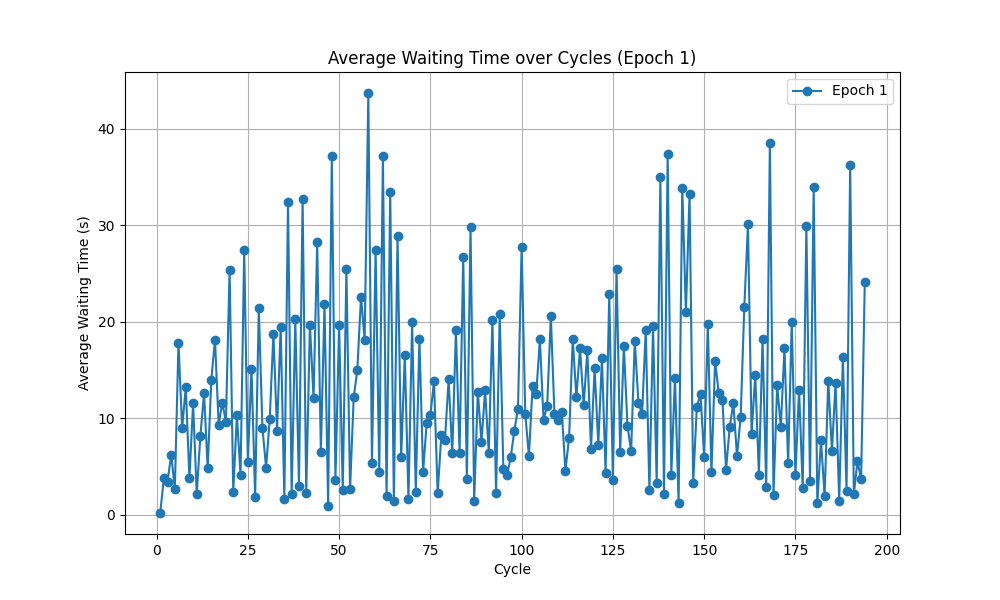 Average Waiting Time over Cycles (Epoch 1)
Epoch 1
Average Waiting Time (s)
40
30
20
10
0
0 25 50 75 100 125 150 175 200
Cycle